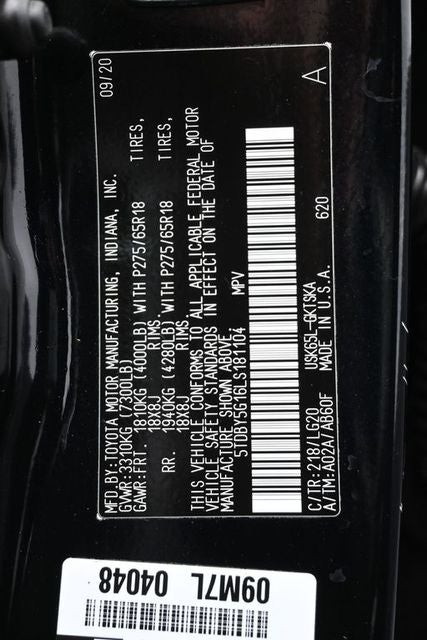 MFD.BY:TOYOTA MOTOR MANUFACTURING, INDIANA, INC. 09/20
GVWR:3310KG (7300LB)
GAWR:FRT. 1810KG (4000LB) WITH P275/65R18 TIRES,
18X8J RIMS
RR. 1940KG (4280LB) WITH P275/65R18 TIRES,
18X8J RIMS
THIS VEHICLE CONFORMS TO ALL APPLICABLE FEDERAL MOTOR
VEHICLE SAFETY STANDARDS IN EFFECT ON THE DATE OF
MANUFACTURE SHOWN ABOVE.
5TDBY5G16LS181104 MPV
A
C/TR:218/LG20 USK65L-GKTSKA 620
A/TM:A02A/AB60F MADE IN U.S.A.
09M7L 04048